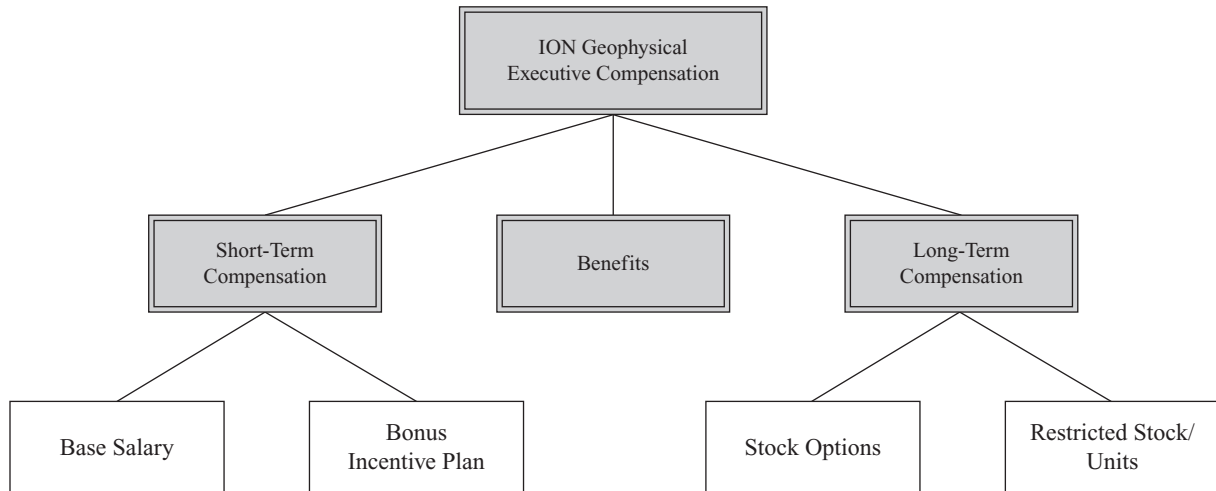 ION Geophysical
Executive Compensation
Short-Term
Compensation
Benefits
Long-Term
Compensation
Base Salary
Bonus
Incentive Plan
Stock Options
Restricted Stock/
Units